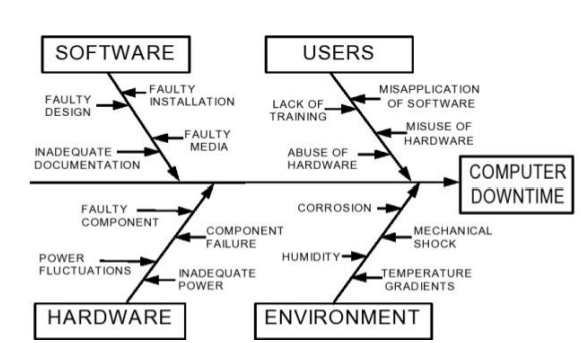 SOFTWARE
USERS
FAULTY
INSTALLATION
FAULTY
DESIGN
FAULTY
MEDIA
INADEQUATE
DOCUMENTATION
MISAPPLICATION
OF SOFTWARE
LACK OF
TRAINING
MISUSE OF
HARDWARE
ABUSE OF
HARDWARE
COMPUTER
DOWNTIME
FAULTY
COMPONENT
COMPONENT
FAILURE
POWER
FLUCTUATIONS
INADEQUATE
POWER
CORROSION
MECHANICAL
SHOCK
HUMIDITY
TEMPERATURE
GRADIENTS
HARDWARE
ENVIRONMENT